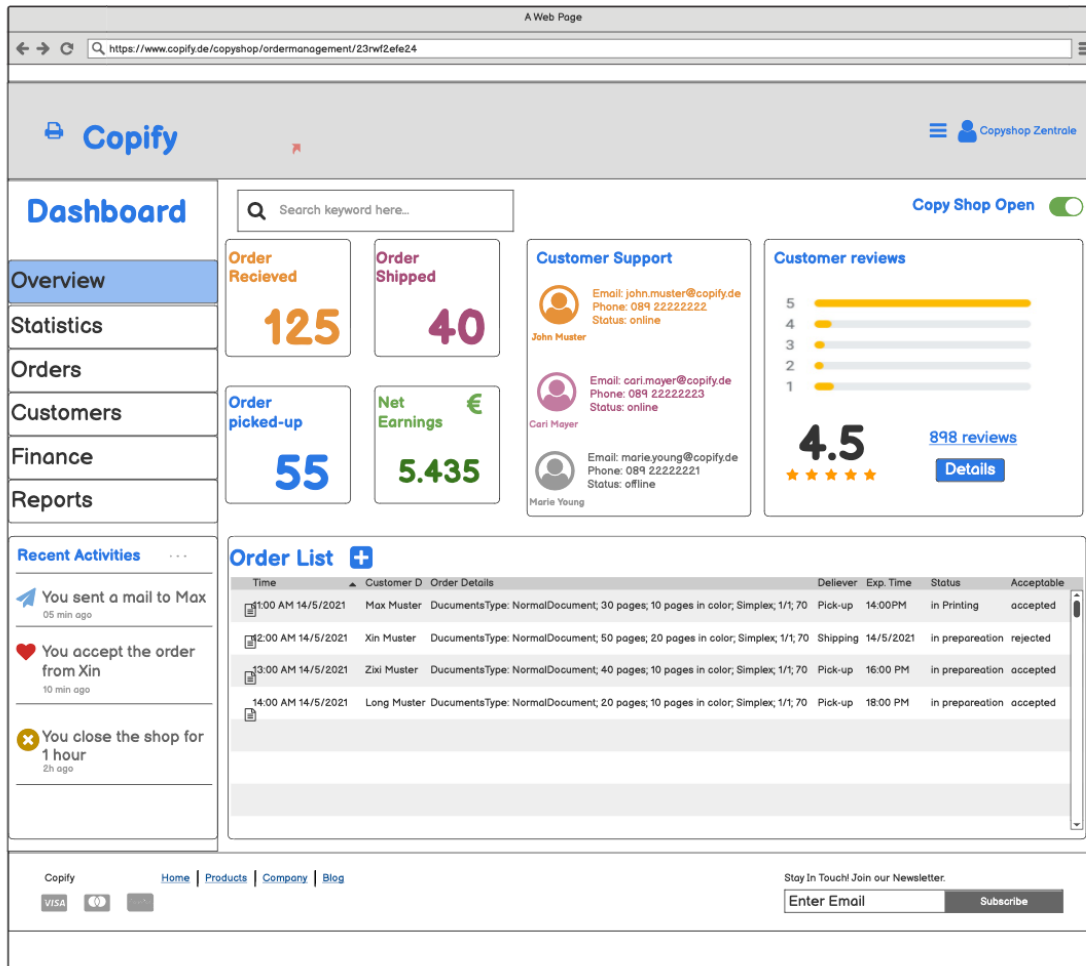 A Web Page
https://www.copify.de/copyshop/ordermanagement/23rwf2efe24
Copify
Copyshop Zentrale
Dashboard
Search keyword here...
Copy Shop Open
Overview
Statistics
Orders
Customers
Finance
Reports
Order
Recieved
125
Order
Shipped
40
Order
picked-up
55
Net €
Earnings
5.435
Customer Support
Email: john.muster@copify.de
Phone: 089 22222222
Status: online
John Muster
Email: cari.mayer@copify.de
Phone: 089 22222223
Status: online
Cari Mayer
Email: marie.young@copify.de
Phone: 089 22222221
Status: offline
Marie Young
Customer reviews
5
4
3
2
1
4.5
898 reviews
Details
Recent Activities ...
You sent a mail to Max
05 min ago
You accept the order
from Xin
10 min ago
You close the shop for
1 hour
2h ago
Order List
Time Customer D Order Details Deliever Exp. Time Status Acceptable
11:00 AM 14/5/2021 Max Muster DucumentsType: NormalDocument; 30 pages; 10 pages in color; Simplex; 1/1; 70 Pick-up 14:00PM in Printing accepted
12:00 AM 14/5/2021 Xin Muster DucumentsType: NormalDocument; 50 pages; 20 pages in color; Simplex; 1/1; 70 Shipping 14/5/2021 in prepareation rejected
13:00 AM 14/5/2021 Zixi Muster DucumentsType: NormalDocument; 40 pages; 10 pages in color; Simplex; 1/1; 70 Pick-up 16:00 PM in prepareation accepted
14:00 AM 14/5/2021 Long Muster DucumentsType: NormalDocument; 20 pages; 10 pages in color; Simplex; 1/1; 70 Pick-up 18:00 PM in prepareation accepted
Copify
Home Products Company Blog
VISA
Stay In Touch! Join our Newsletter.
Enter Email
Subscribe